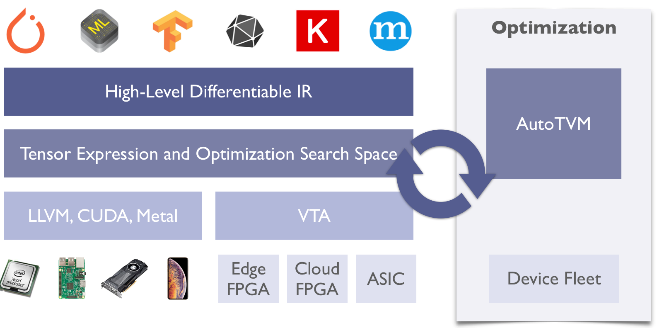 ML
K
m
Optimization
High-Level Differentiable IR
AutoTVM
Tensor Expression and Optimization Search Space
LLVM, CUDA, Metal
VTA
Edge
FPGA
Cloud
FPGA
ASIC
Device Fleet